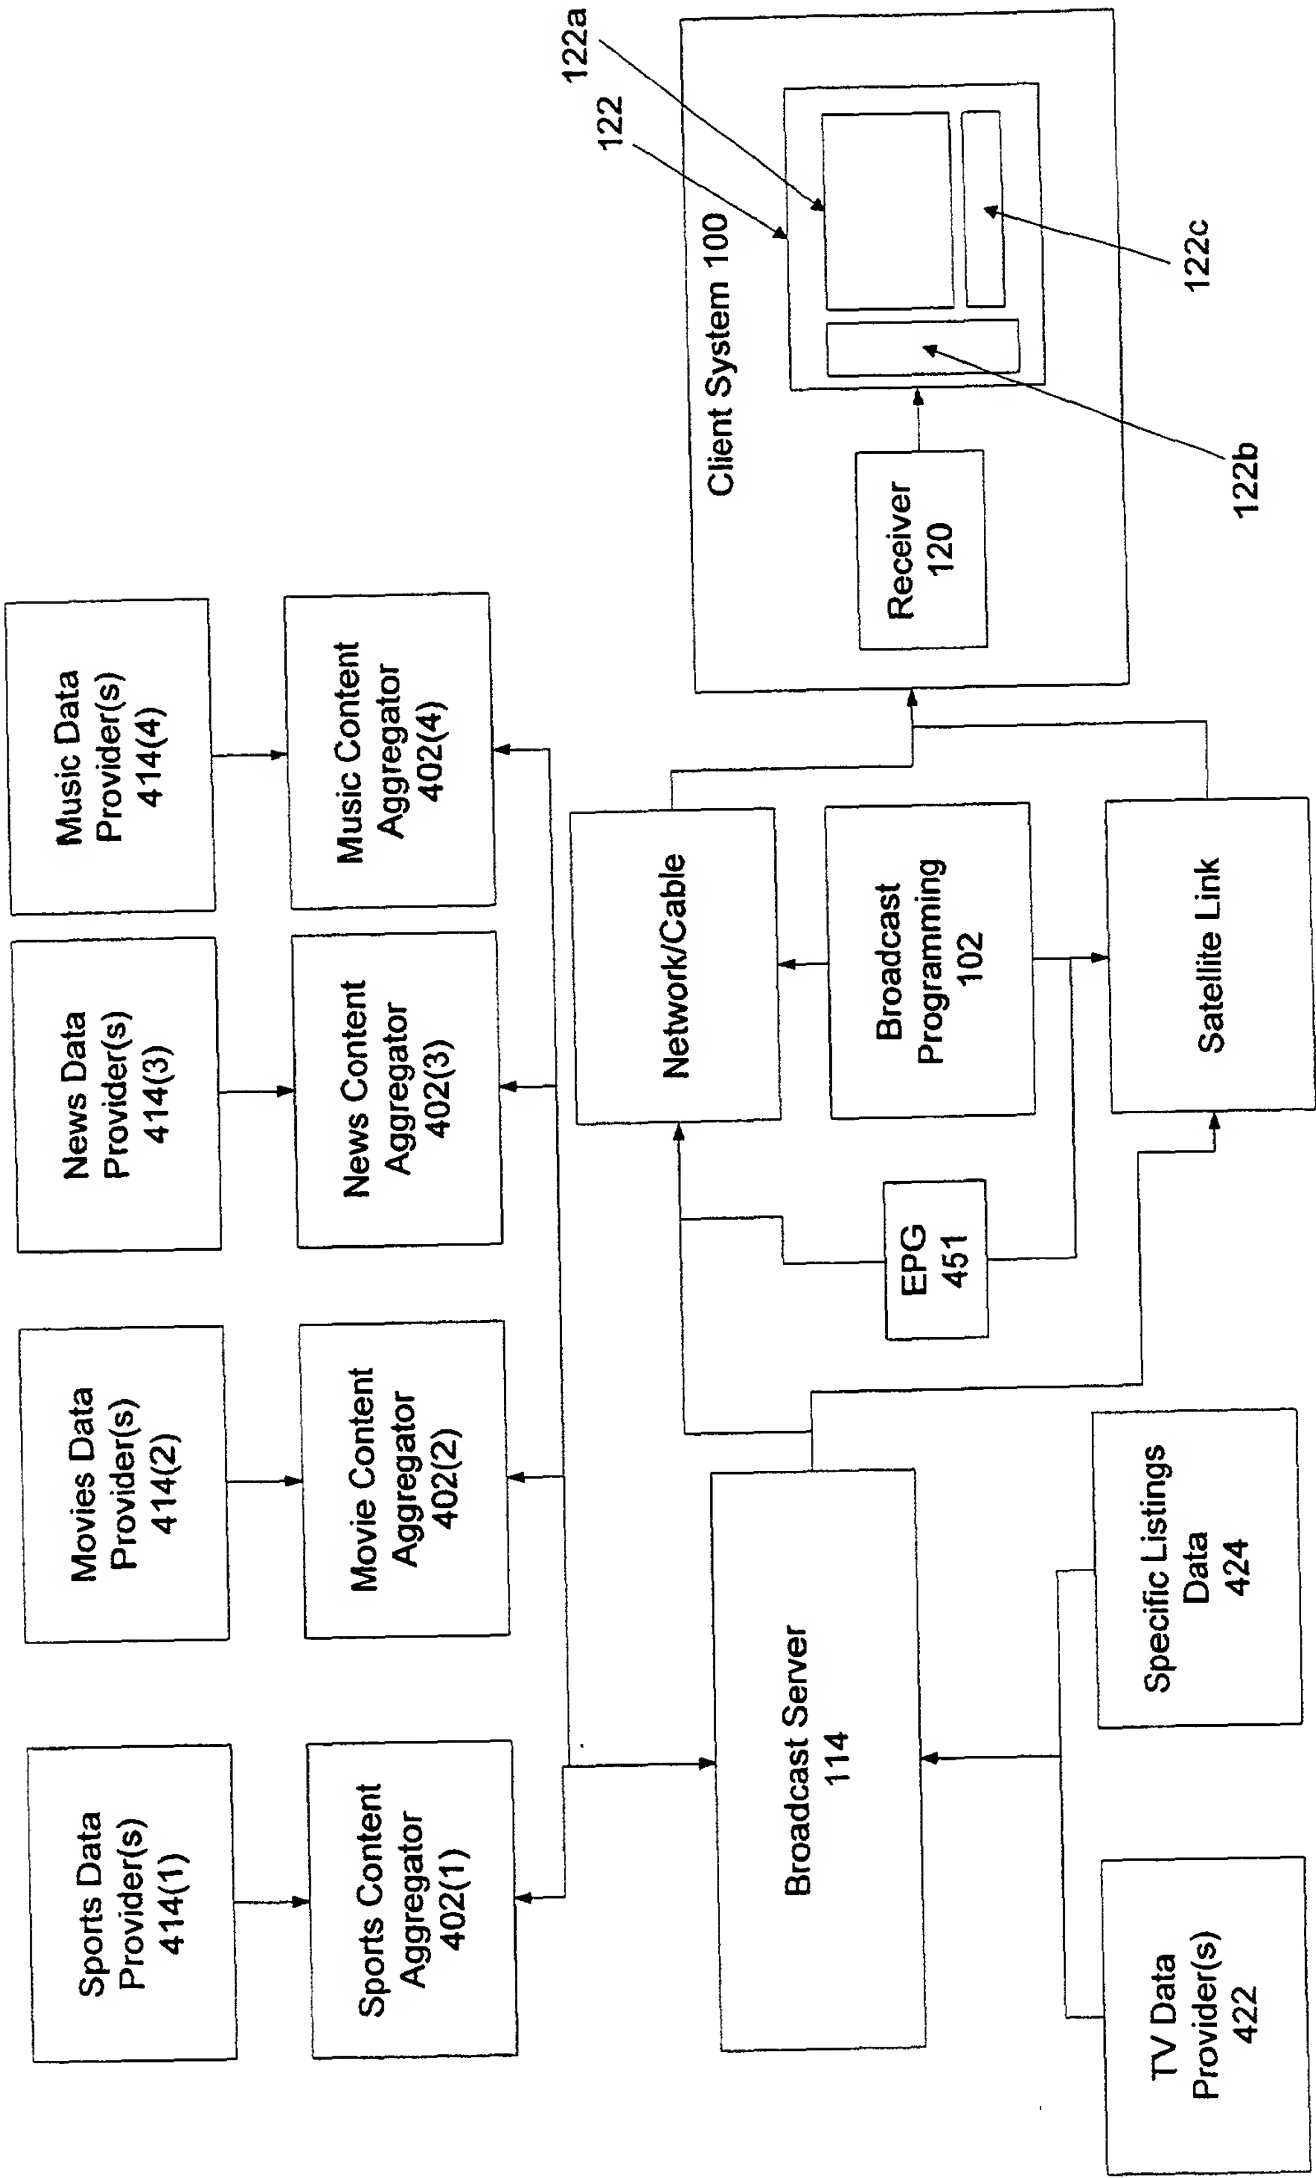 Sports Data
Provider(s)
414(1)
Movies Data
Provider(s)
414(2)
News Data
Provider(s)
414(3)
Music Data
Provider(s)
414(4)
Sports Content
Aggregator
402(1)
Movie Content
Aggregator
402(2)
News Content
Aggregator
402(3)
Music Content
Aggregator
402(4)
122
122a
Client System 100
Network/Cable
Broadcast Server
114
EPG
451
Broadcast
Programming
102
Receiver
120
122c
122b
TV Data
Provider(s)
422
Specific Listings
Data
424
Satellite Link